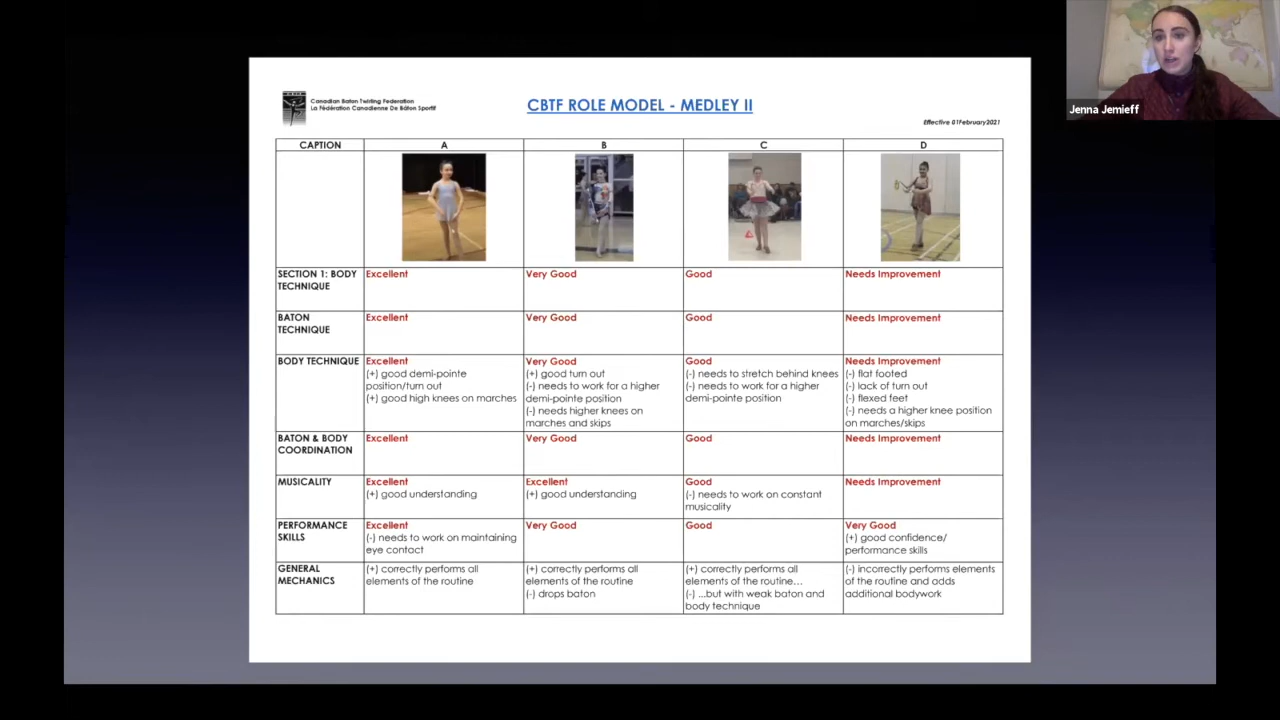 Jenna Jemieff
Canadian Baton Twirling Federation
La Fédération Canadienne De Bâton Sportif
CBTF ROLE MODEL - MEDLEY II
Effective 01February2021
CAPTION A B C D
SECTION 1: BODY TECHNIQUE
Excellent
Very Good
Good
Needs Improvement
BATON
TECHNIQUE
Excellent
Very Good
Good
Needs Improvement
BODY TECHNIQUE
Excellent
(+) good demi-pointe
position/turn out
(+) good high knees on marches
Very Good
(+) good turn out
(-) needs to work for a higher
demi-pointe position
(-) needs higher knees on
marches and skips
Good
(-) needs to stretch behind knees
(-) needs to work for a higher
demi-pointe position
Needs Improvement
(-) flat footed
(-) lack of turn out
(-) flexed feet
(-) needs a higher knee position
on marches/skips
BATON & BODY
COORDINATION
Excellent
Very Good
Good
Needs Improvement
MUSICALITY
Excellent
(+) good understanding
Excellent
(+) good understanding
Good
(-) needs to work on constant
musicality
Needs Improvement
PERFORMANCE
SKILLS
Excellent
(-) needs to work on maintaining
eye contact
Very Good
Good
Very Good
(+) good confidence/
performance skills
GENERAL
MECHANICS
(+) correctly performs all
elements of the routine
(+) correctly performs all
elements of the routine
(-) drops baton
(+) correctly performs all
elements of the routine...
(-) ...but with weak baton and
body technique
(-) incorrectly performs elements
of the routine and adds
additional bodywork